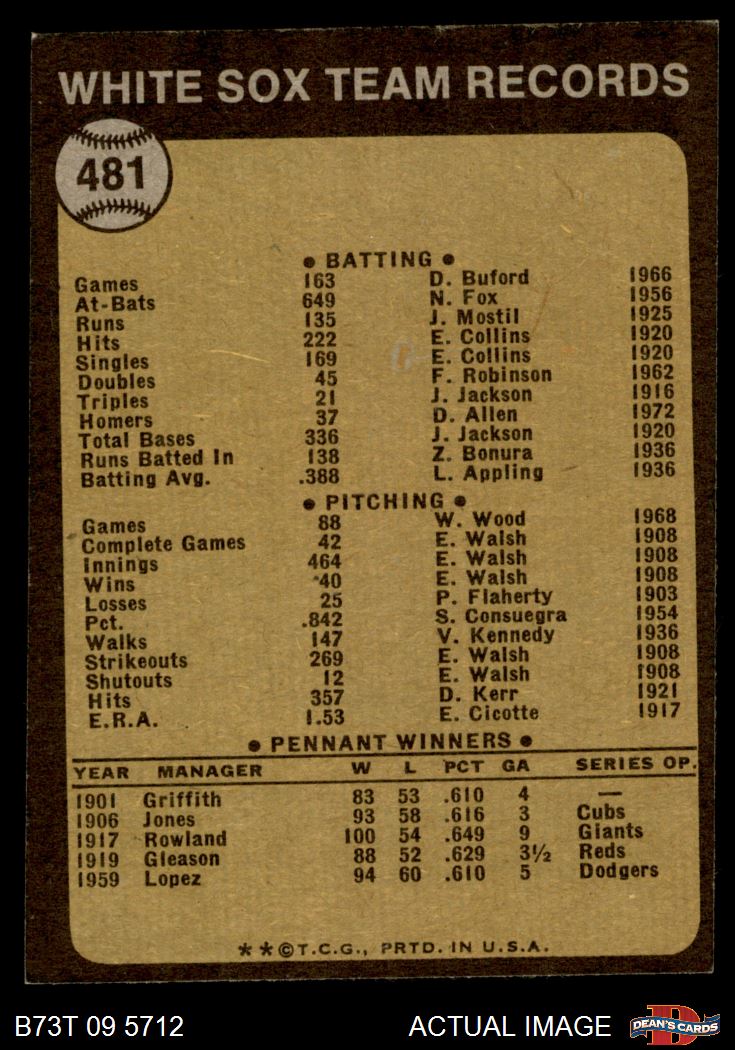 WHITE SOX TEAM RECORDS
481
● BATTING ●
Games 163 D. Buford 1966
At-Bats 649 N. Fox 1956
Runs 135 J. Mostil 1925
Hits 222 E. Collins 1920
Singles 169 E. Collins 1920
Doubles 45 F. Robinson 1962
Triples 21 J. Jackson 1916
Homers 37 D. Allen 1972
Total Bases 336 J. Jackson 1920
Runs Batted In 138 Z. Bonura 1936
Batting Avg. .388 L. Appling 1936
● PITCHING ●
Games 88 W. Wood 1968
Complete Games 42 E. Walsh 1908
Innings 464 E. Walsh 1908
Wins 40 E. Walsh 1908
Losses 25 P. Flaherty 1903
Pct. .842 S. Consuegra 1954
Walks 147 V. Kennedy 1936
Strikeouts 269 E. Walsh 1908
Shutouts 12 E. Walsh 1908
Hits 357 D. Kerr 1921
E.R.A. 1.53 E. Cicotte 1917
● PENNANT WINNERS ●
YEAR MANAGER W L PCT GA SERIES OP.
1901 Griffith 83 53 .610 4 —
1906 Jones 93 58 .616 3 Cubs
1917 Rowland 100 54 .649 9 Giants
1919 Gleason 88 52 .629 3½ Reds
1959 Lopez 94 60 .610 5 Dodgers
**©T.C.G., PRTD. IN U.S.A.
B73T 09 5712 ACTUAL IMAGE D DEAN'S CARDS